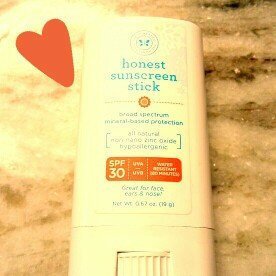 honest
sunscreen
stick
broad spectrum
mineral-based protection
all natural
non nano zinc oxide
hypoallergenic
SPF
30
UVA
UVB
WATER
RESISTANT
(80 MINUTES)
Great for face,
ears & nose!
Net Wt. 0.67 oz. (19 g)